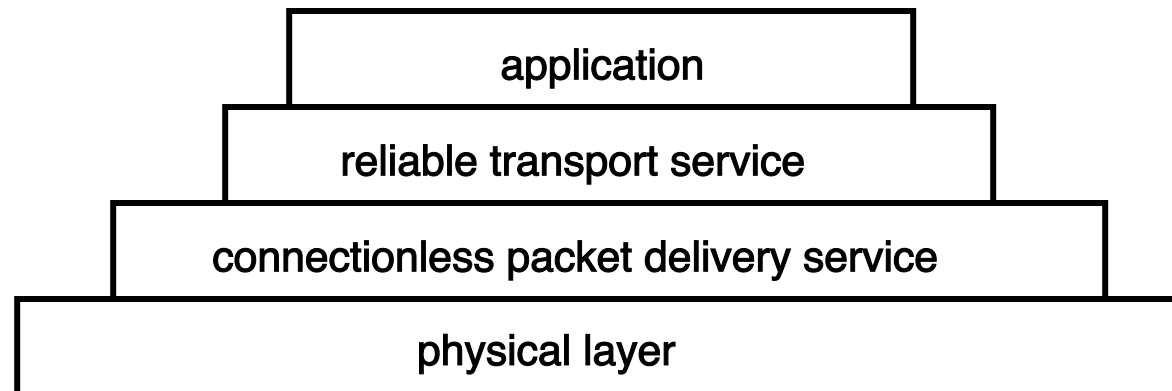 application
reliable transport service
connectionless packet delivery service
physical layer